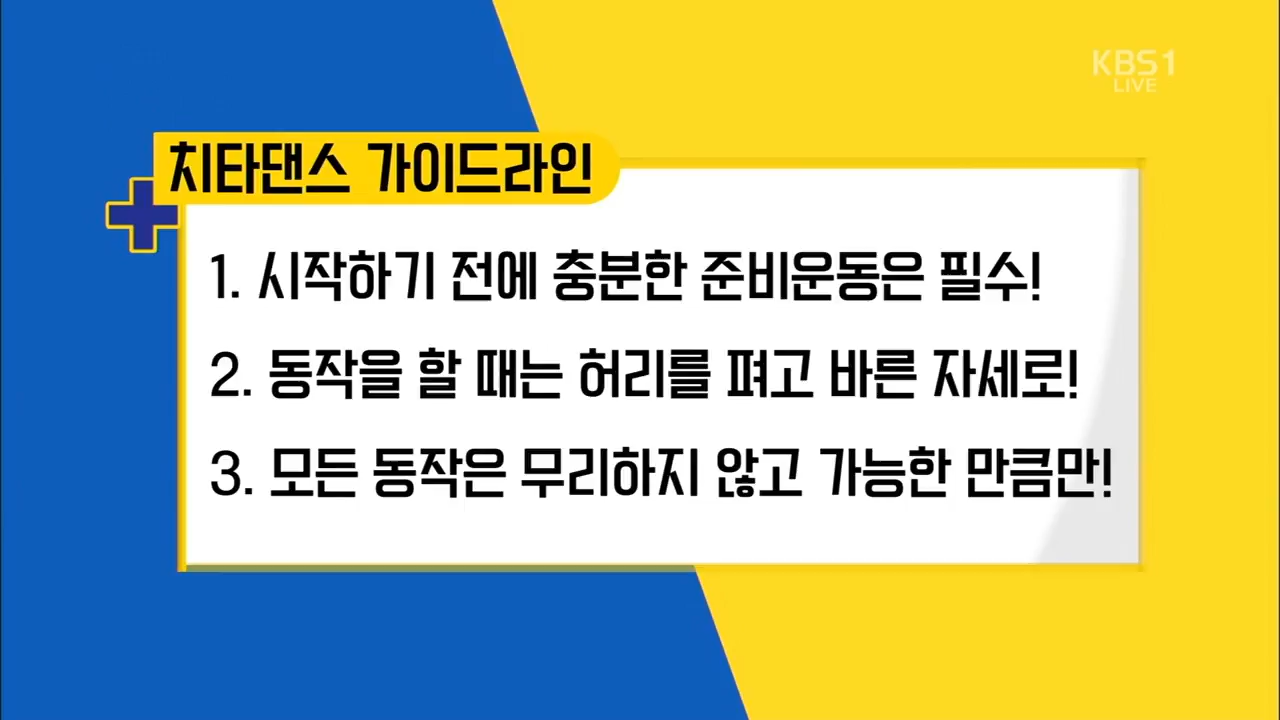 KBS1
LIVE
치타댄스 가이드라인
1. 시작하기 전에 충분한 준비운동은 필수!
2. 동작을 할 때는 허리를 펴고 바른 자세로!
3. 모든 동작은 무리하지 않고 가능한 만큼만!